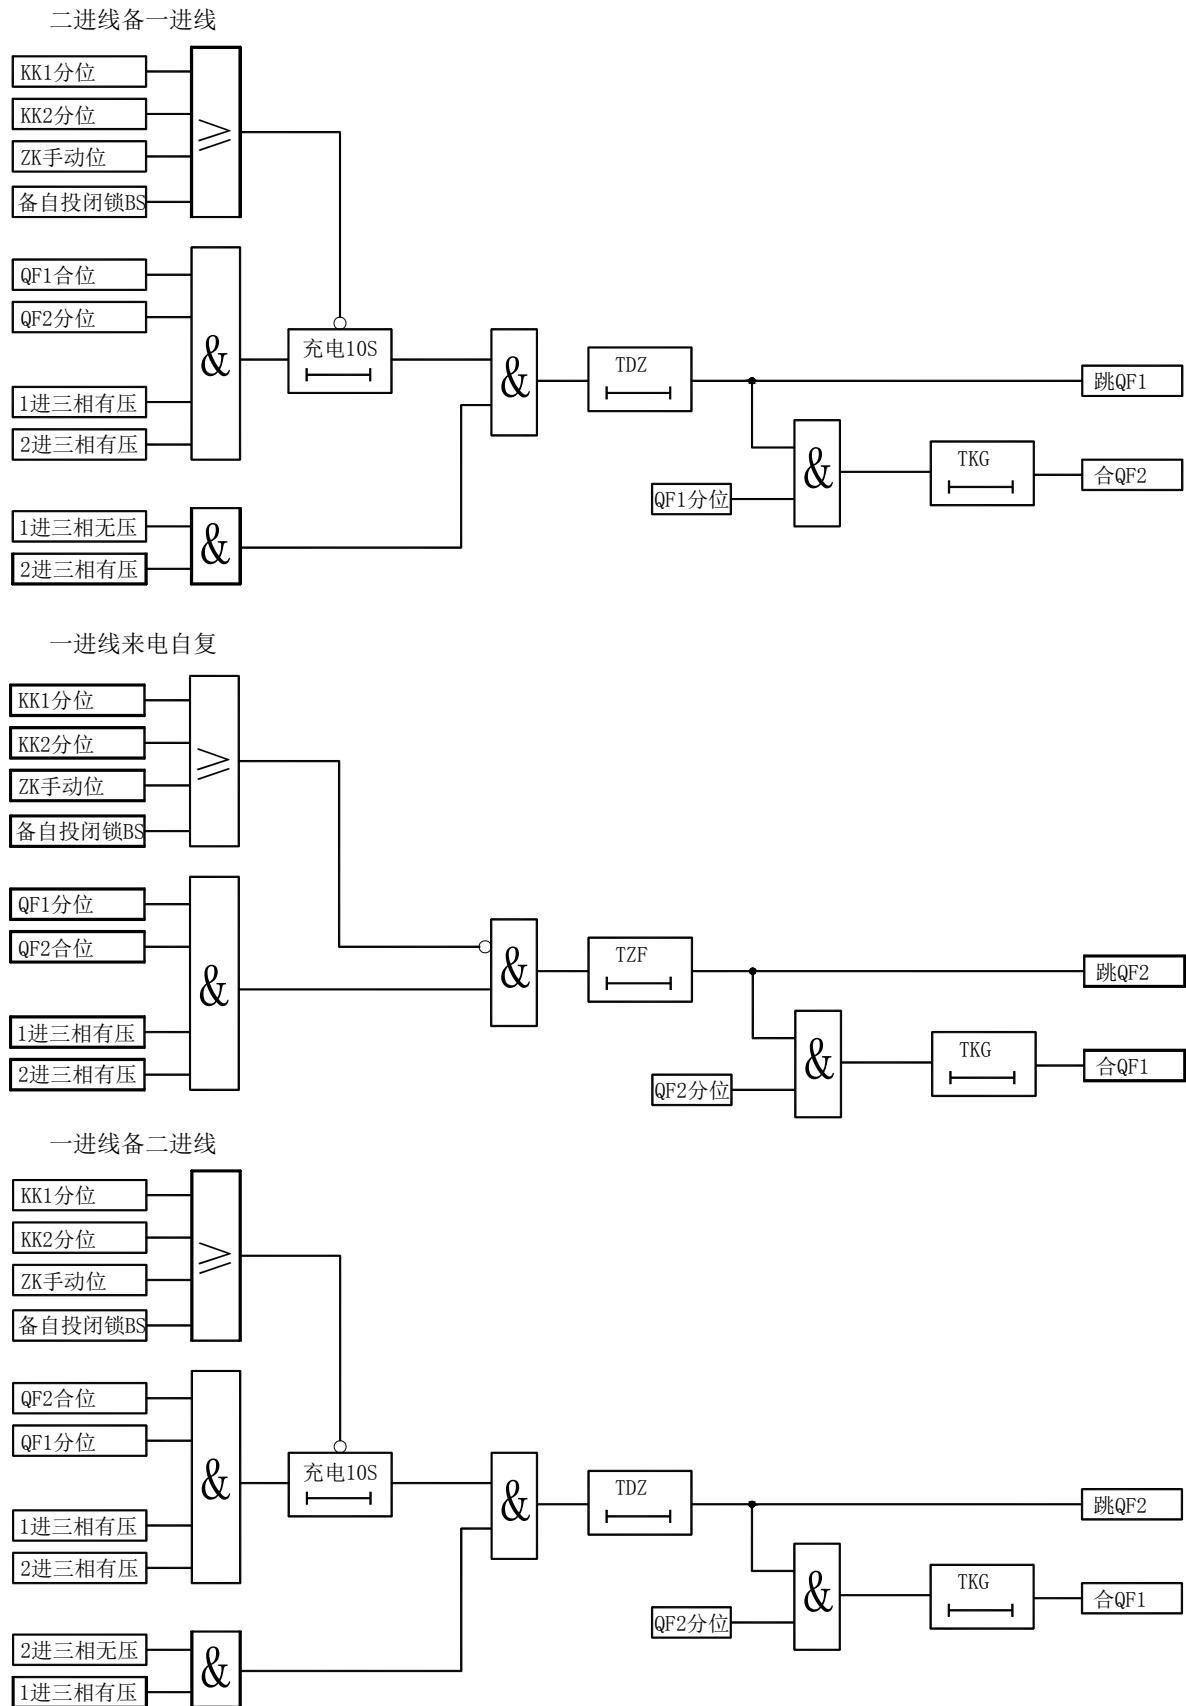 二进线备一进线
KK1分位
KK2分位
ZK手动位
备自投闭锁BS
≥
QF1合位
QF2分位
1进三相有压
2进三相有压
&
充电10S
1进三相无压
2进三相有压
&
&
TDZ
跳QF1
QF1分位
&
TKG
合QF2
一进线来电自复
KK1分位
KK2分位
ZK手动位
备自投闭锁BS
≥
QF1分位
QF2合位
1进三相有压
2进三相有压
&
&
TZF
跳QF2
QF2分位
&
TKG
合QF1
一进线备二进线
KK1分位
KK2分位
ZK手动位
备自投闭锁BS
≥
QF2合位
QF1分位
1进三相有压
2进三相有压
&
充电10S
2进三相无压
1进三相有压
&
&
TDZ
跳QF2
QF2分位
&
TKG
合QF1